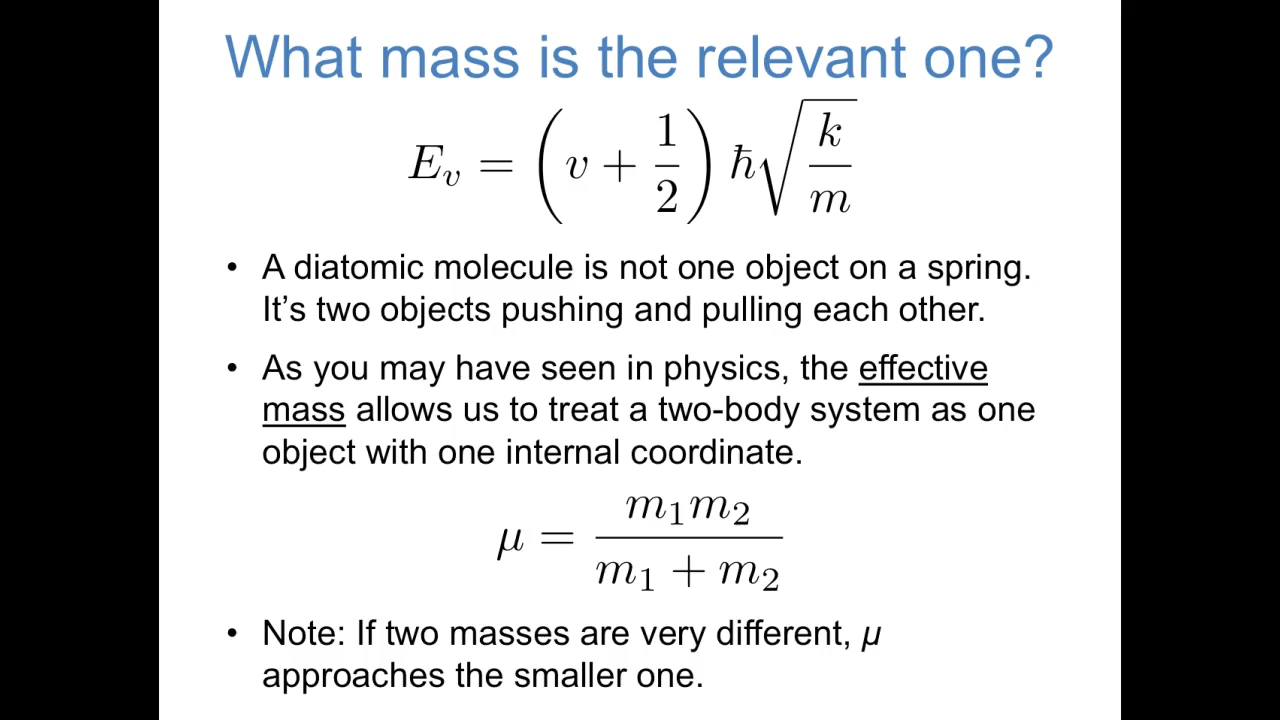 What mass is the relevant one?
E_v = (v + 1/2) ħ√(k/m)
• A diatomic molecule is not one object on a spring.
It’s two objects pushing and pulling each other.
• As you may have seen in physics, the effective
mass allows us to treat a two-body system as one
object with one internal coordinate.
μ = m₁m₂ / (m₁ + m₂)
• Note: If two masses are very different, μ
approaches the smaller one.